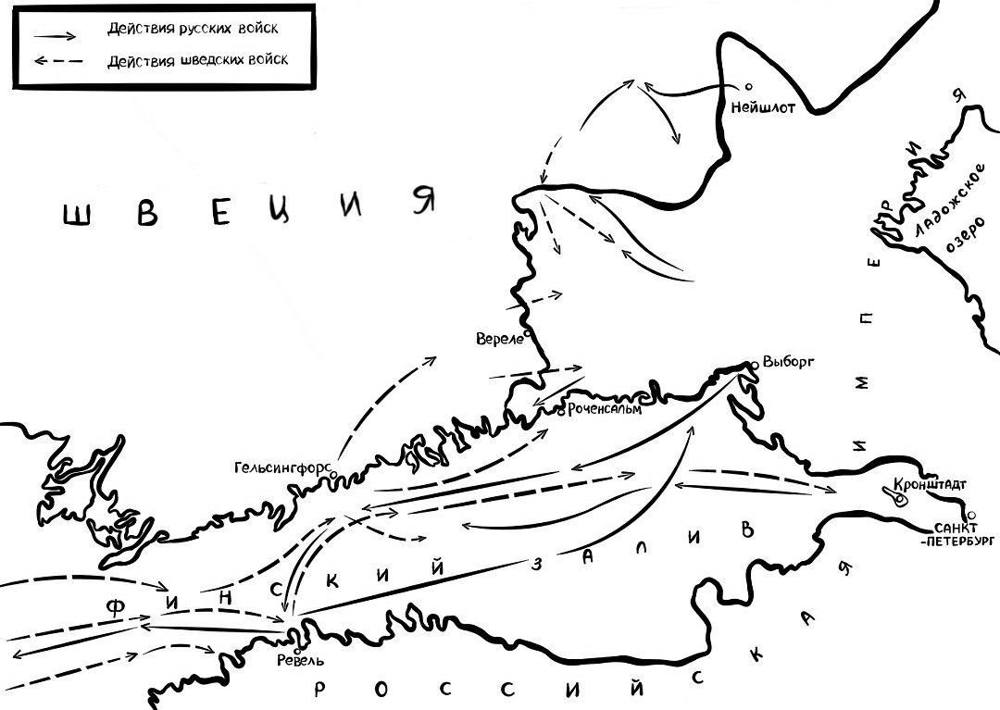 Действия русских войск
Действия шведских войск
Нейшлот
ШВЕЦИЯ
Ладожское
озеро
Вереле
Выборг
Роченсальм
Гельсингфорс
Кронштадт
Санкт
-Петербург
Финский залив
Ревель
Российская империя